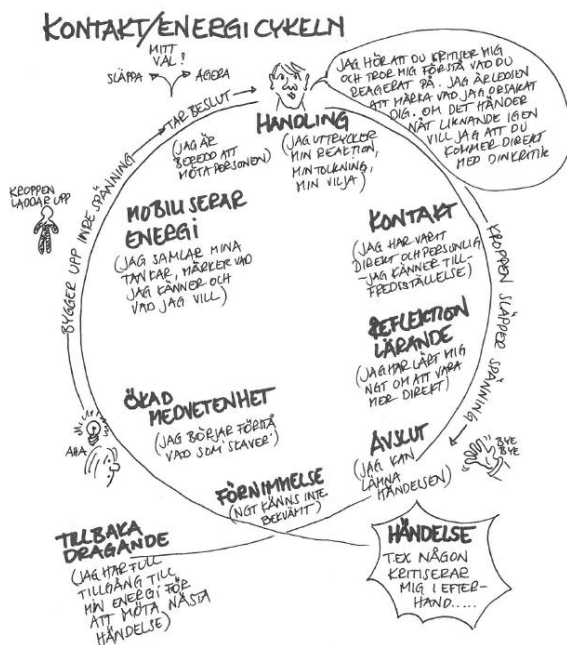 KONTAKT/ENERGICYKELN
MITT
VAL!
SLÄPPA
AGERA
TAR BESLUT
JAG HÖR ATT DU KRITISER MIG
OCH TROR MIG FÖRSTÅ VAD DU
REAGERAT PÅ. JAG ÄR LEDSEN
ATT MÄRKA VAD JAG ORSAKAT
DIG. OM DET HÄNDER
NÅT LIKNANDE IGEN
VILL JAG ATT DU
KOMMER DIREKT
MED DIN KRITIK
HANDLING
(JAG UTTRYCKER
MIN REAKTION,
MIN TOLKNING,
MIN VILJA)
(JAG ÄR
BEREDD ATT
MÖTA PERSONEN)
KROPPEN
LADDAR UPP
BYGGER UPP INRE SPÄNNING
MOBILISERAR
ENERGI
(JAG SAMLAR MINA
TANKAR, MÄRKER VAD
JAG KÄNNER OCH
VAD JAG VILL)
KONTAKT
(JAG HAR VARIT
DIREKT OCH PERSONLIG
- JAG KÄNNER TILL-
FREDSSTÄLLELSE)
KROPPEN SLÄPPER SPÄNNING
REFLEKTION
LÄRANDE
(JAG HAR LÄRT MIG
NGT OM ATT VARA
MER DIREKT)
ÖKAD
MEDVETENHET
(JAG BÖRJAR FÖRSTÅ
VAD SOM "SKAVER")
AHA
AVSLUT
(JAG KAN
LÄMNA
HÄNDELSEN)
BYE
BYE
FÖRNIMMELSE
(NGT KÄNNS INTE
BEKVÄMT)
TILLBAKA
DRAGANDE
(JAG HAR FULL
TILLGÅNG TILL
MIN ENERGI FÖR
ATT MÖTA NÄSTA
HÄNDELSE)
HÄNDELSE
T.EX NÅGON
KRITISERAR
MIG I EFTER-
HAND.....